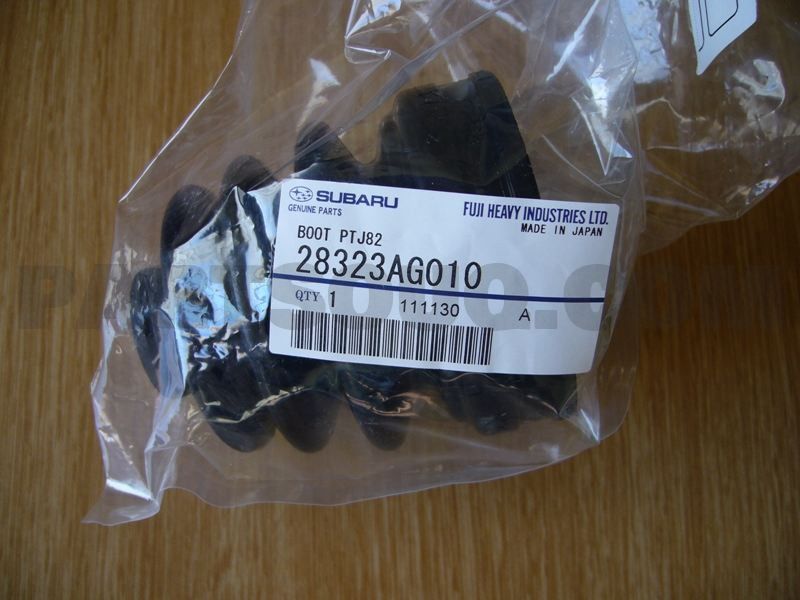 SUBARU
GENUINE PARTS
FUJI HEAVY INDUSTRIES LTD.
MADE IN JAPAN
BOOT PTJ82
28323AG010
QTY 1 111130 A